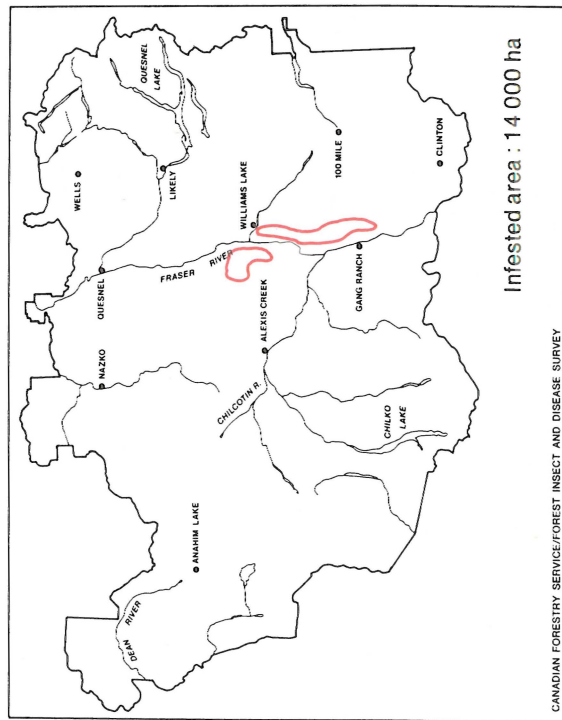 WELLS
QUESNEL
LAKE
QUESNEL
LIKELY
NAZKO
FRASER
RIVER
WILLIAMS LAKE
100 MILE
ALEXIS CREEK
CHILCOTIN R.
ANAHIM LAKE
DEAN
RIVER
GANG RANCH
CLINTON
CHILKO
LAKE
Infested area : 14 000 ha
CANADIAN FORESTRY SERVICE/FOREST INSECT AND DISEASE SURVEY